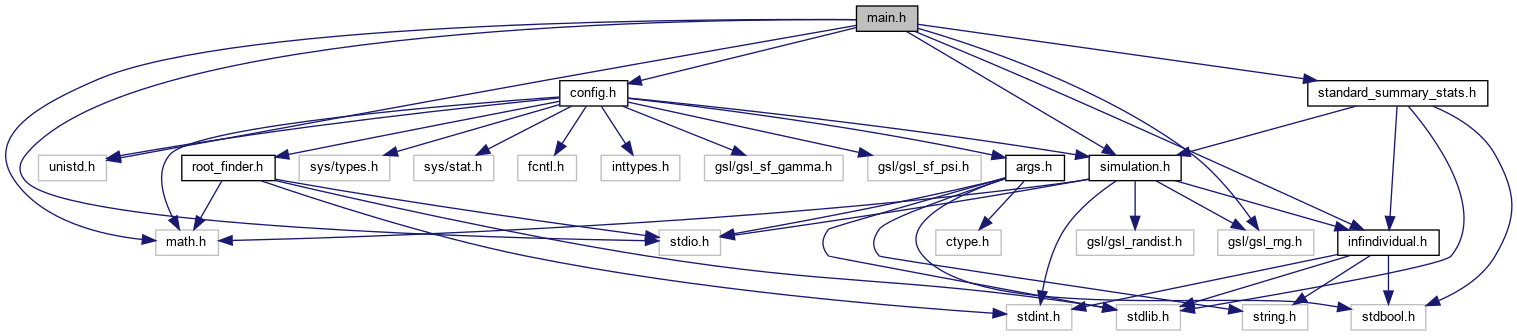 main.h
config.h
standard_summary_stats.h
unistd.h
root_finder.h
sys/types.h
sys/stat.h
fcntl.h
inttypes.h
gsl/gsl_sf_gamma.h
gsl/gsl_sf_psi.h
args.h
simulation.h
math.h
stdio.h
ctype.h
gsl/gsl_randist.h
gsl/gsl_rng.h
infindividual.h
stdint.h
stdlib.h
string.h
stdbool.h